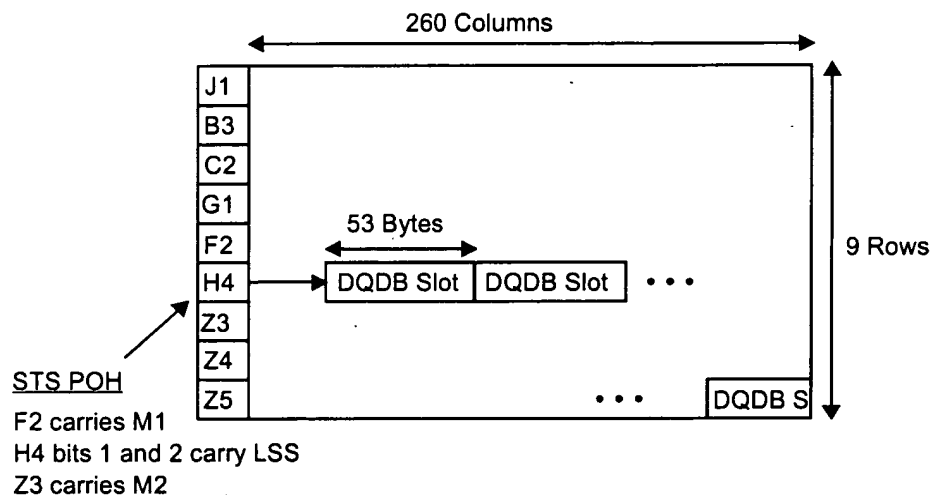 260 Columns
J1
B3
C2
G1
53 Bytes
F2
9 Rows
H4
DQDB Slot DQDB Slot • • •
Z3
Z4
STS POH
Z5
• • • DQDB S
F2 carries M1
H4 bits 1 and 2 carry LSS
Z3 carries M2